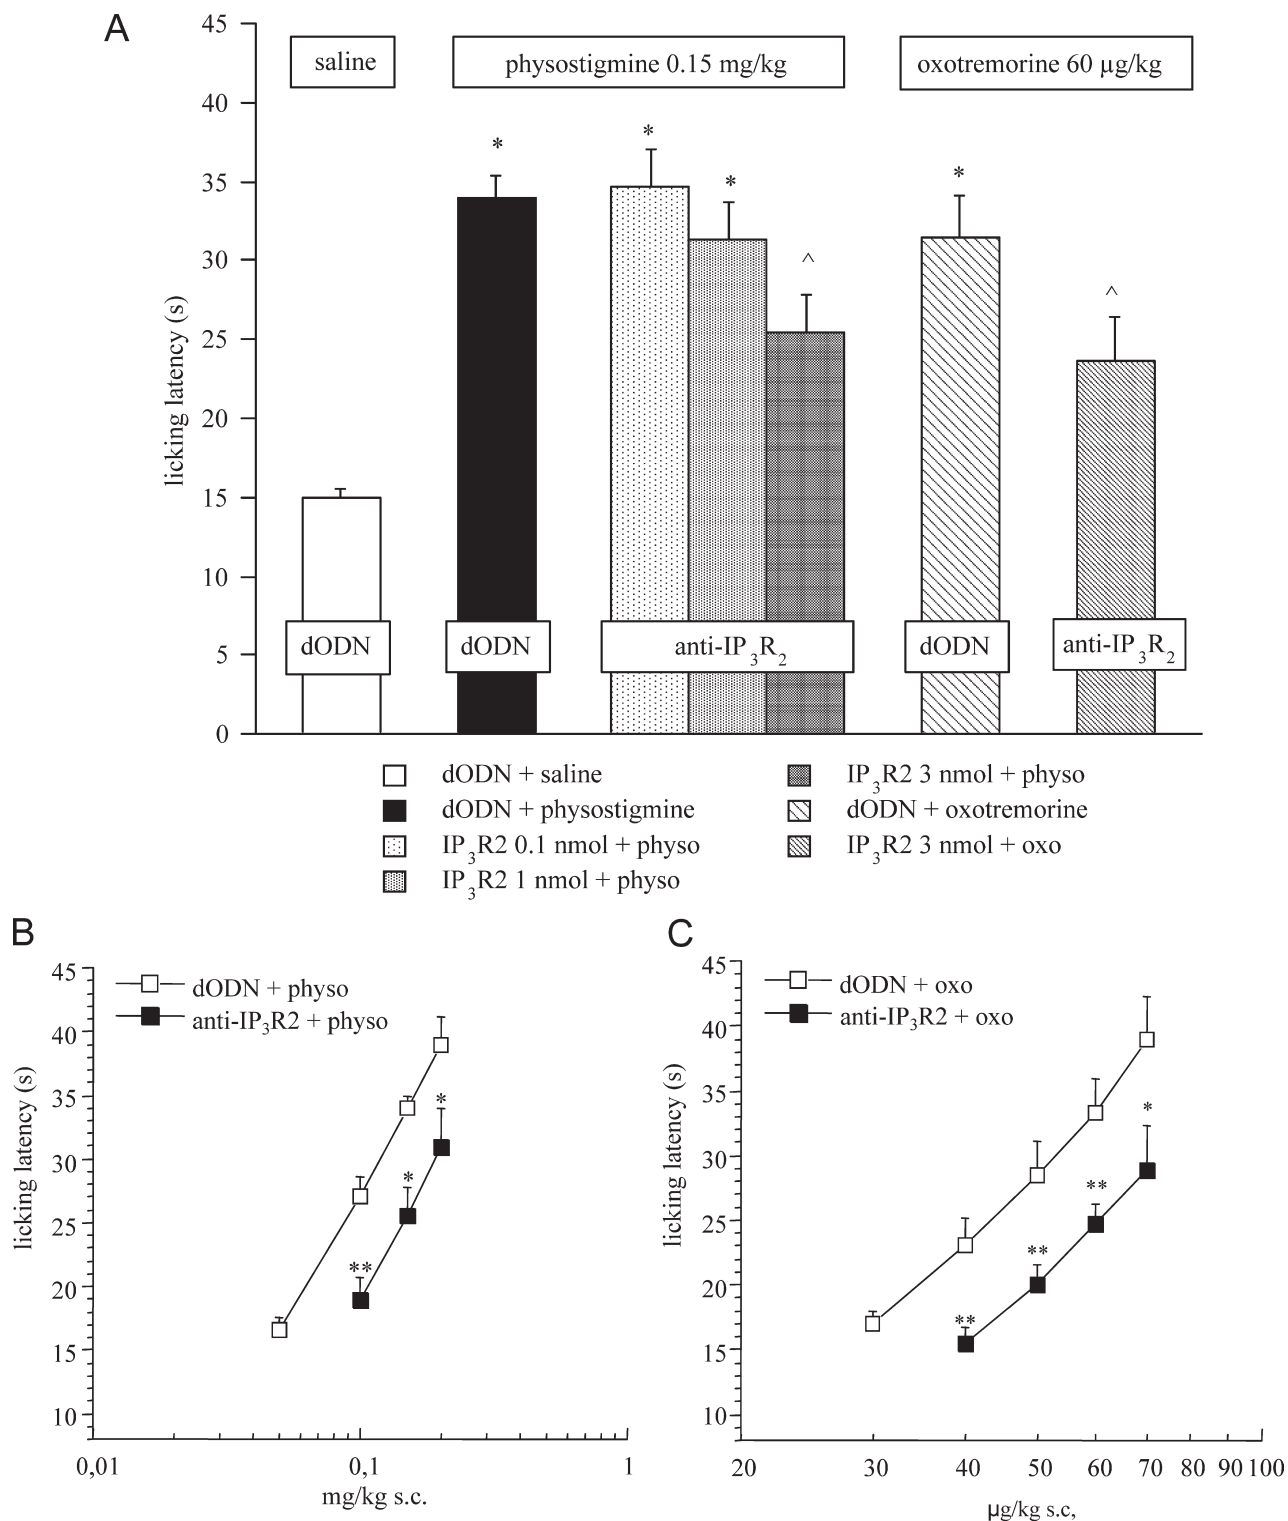 A
45
saline
physostigmine 0.15 mg/kg
oxotremorine 60 µg/kg
40
*
*
*
*
35
30
^
^
licking latency (s)
25
20
15
10
dODN
dODN
anti-IP3R2
dODN
anti-IP3R2
5
0
dODN + saline
dODN + physostigmine
IP3R2 0.1 nmol + physo
IP3R2 1 nmol + physo
IP3R2 3 nmol + physo
dODN + oxotremorine
IP3R2 3 nmol + oxo
B
45
dODN + physo
anti-IP3R2 + physo
40
35
*
licking latency (s)
30
*
25
**
20
15
10
0,01
0,1
1
mg/kg s.c.
C
45
dODN + oxo
anti-IP3R2 + oxo
40
35
*
licking latency (s)
30
**
25
**
20
**
15
10
20
30
40
50
60
70
80
90
100
µg/kg s.c,